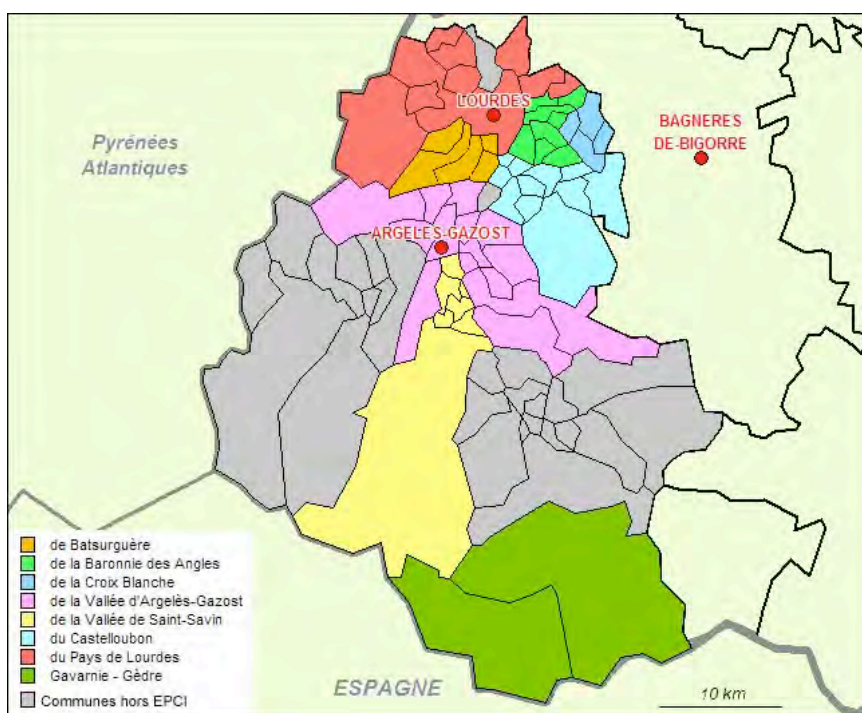 LOURDES
BAGNERES
DE-BIGORRE
Pyrénées
Atlantiques
ARGELES-GAZOST
de Batsurguère
de la Baronnie des Angles
de la Croix Blanche
de la Vallée d'Argelès-Gazost
de la Vallée de Saint-Savin
du Castelloubon
du Pays de Lourdes
Gavarnie - Gèdre
Communes hors EPCI
ESPAGNE
10 km